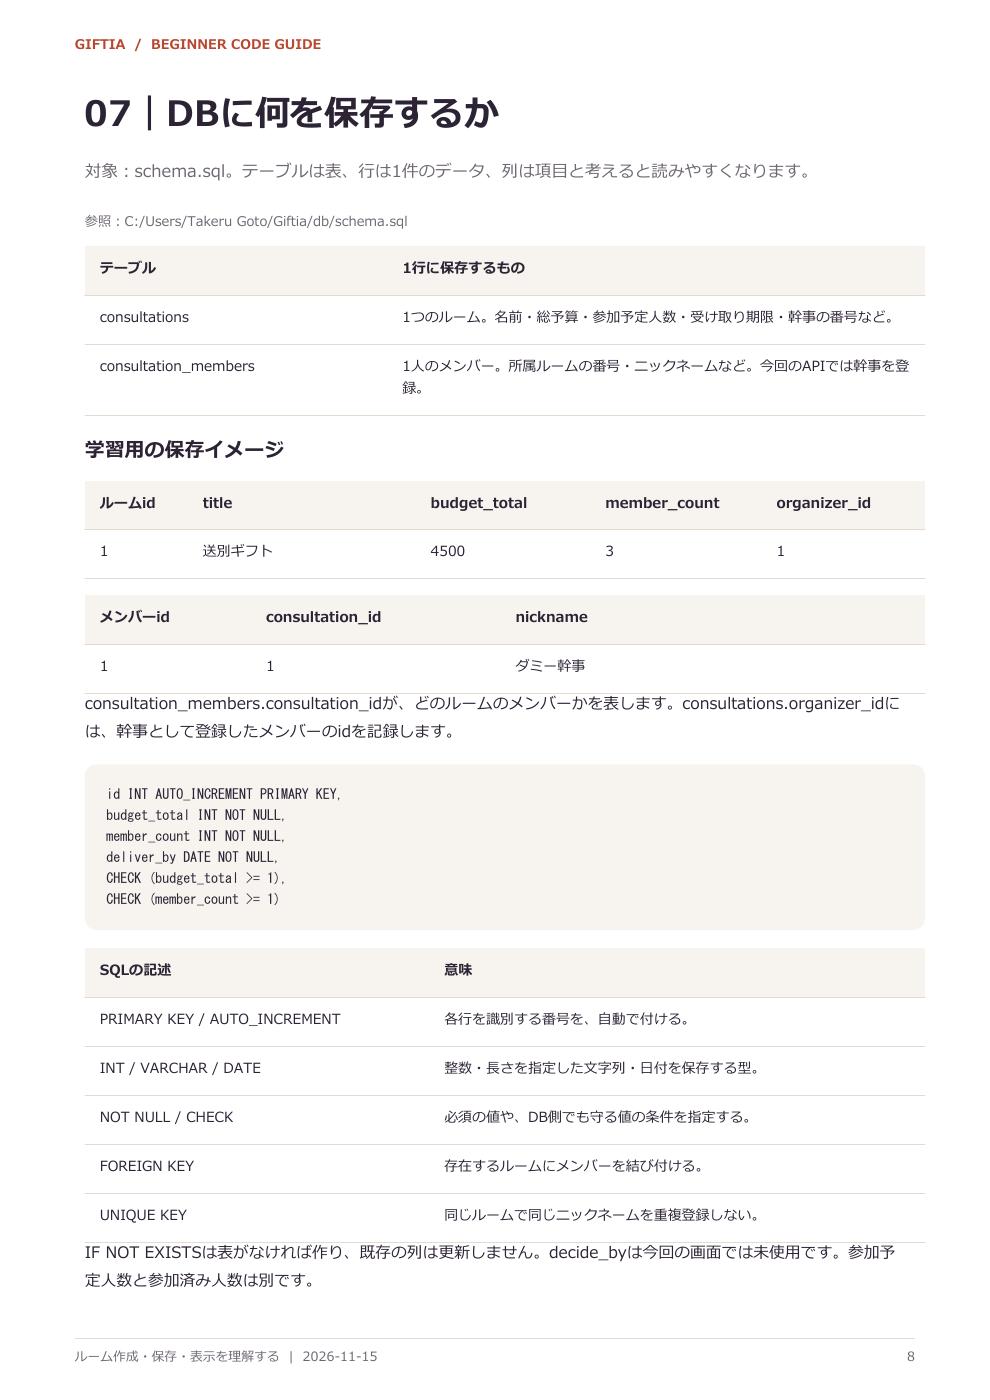 GIFTIA / BEGINNER CODE GUIDE
07｜DBに何を保存するか
対象：schema.sql。テーブルは表、行は1件のデータ、列は項目と考えると読みやすくなります。
参照：C:/Users/Takeru Goto/Giftia/db/schema.sql
テーブル 1行に保存するもの
consultations 1つのルーム。名前・総予算・参加予定人数・受け取り期限・幹事の番号など。
consultation_members 1人のメンバー。所属ルームの番号・ニックネームなど。今回のAPIでは幹事を登
録。
学習用の保存イメージ
ルームid title budget_total member_count organizer_id
1 送別ギフト 4500 3 1
メンバーid consultation_id nickname
1 1 ダミー幹事
consultation_members.consultation_idが、どのルームのメンバーかを表します。consultations.organizer_idに
は、幹事として登録したメンバーのidを記録します。
id INT AUTO_INCREMENT PRIMARY KEY,
budget_total INT NOT NULL,
member_count INT NOT NULL,
deliver_by DATE NOT NULL,
CHECK (budget_total >= 1),
CHECK (member_count >= 1)
SQLの記述 意味
PRIMARY KEY / AUTO_INCREMENT 各行を識別する番号を、自動で付ける。
INT / VARCHAR / DATE 整数・長さを指定した文字列・日付を保存する型。
NOT NULL / CHECK 必須の値や、DB側でも守る値の条件を指定する。
FOREIGN KEY 存在するルームにメンバーを結び付ける。
UNIQUE KEY 同じルームで同じニックネームを重複登録しない。
IF NOT EXISTSは表がなければ作り、既存の列は更新しません。decide_byは今回の画面では未使用です。参加予
定人数と参加済み人数は別です。
ルーム作成・保存・表示を理解する | 2026-11-15 8